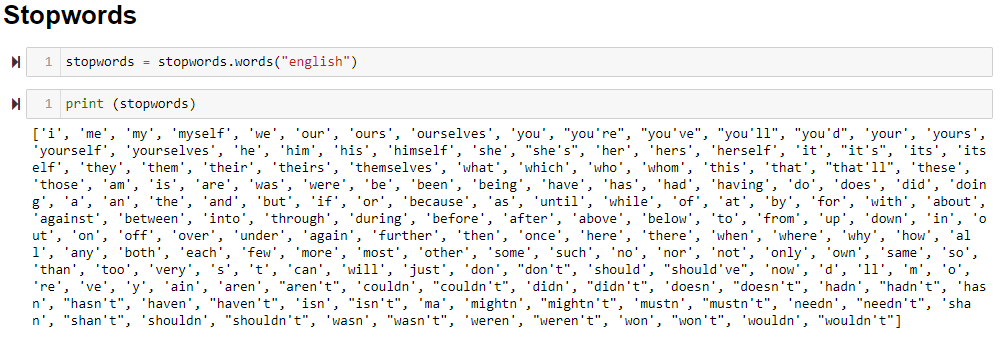 Stopwords
1 stopwords = stopwords.words("english")
1 print (stopwords)
['i', 'me', 'my', 'myself', 'we', 'our', 'ours', 'ourselves', 'you', "you're", "you've", "you'll", "you'd", 'your', 'yours',
'yourself', 'yourselves', 'he', 'him', 'his', 'himself', 'she', "she's", 'her', 'hers', 'herself', 'it', "it's", 'its', 'its
elf', 'they', 'them', 'their', 'theirs', 'themselves', 'what', 'which', 'who', 'whom', 'this', 'that', "that'll", 'these',
'those', 'am', 'is', 'are', 'was', 'were', 'be', 'been', 'being', 'have', 'has', 'had', 'having', 'do', 'does', 'did', 'doin
g', 'a', 'an', 'the', 'and', 'but', 'if', 'or', 'because', 'as', 'until', 'while', 'of', 'at', 'by', 'for', 'with', 'about',
'against', 'between', 'into', 'through', 'during', 'before', 'after', 'above', 'below', 'to', 'from', 'up', 'down', 'in', 'o
ut', 'on', 'off', 'over', 'under', 'again', 'further', 'then', 'once', 'here', 'there', 'when', 'where', 'why', 'how', 'al
l', 'any', 'both', 'each', 'few', 'more', 'most', 'other', 'some', 'such', 'no', 'nor', 'not', 'only', 'own', 'same', 'so',
'than', 'too', 'very', 's', 't', 'can', 'will', 'just', 'don', "don't", 'should', "should've", 'now', 'd', 'll', 'm', 'o',
're', 've', 'y', 'ain', 'aren', "aren't", 'couldn', "couldn't", 'didn', "didn't", 'doesn', "doesn't", 'hadn', "hadn't", 'has
n', "hasn't", 'haven', "haven't", 'isn', "isn't", 'ma', 'mightn', "mightn't", 'mustn', "mustn't", 'needn', "needn't", 'sha
n', "shan't", 'shouldn', "shouldn't", 'wasn', "wasn't", 'weren', "weren't", 'won', "won't", 'wouldn', "wouldn't"]